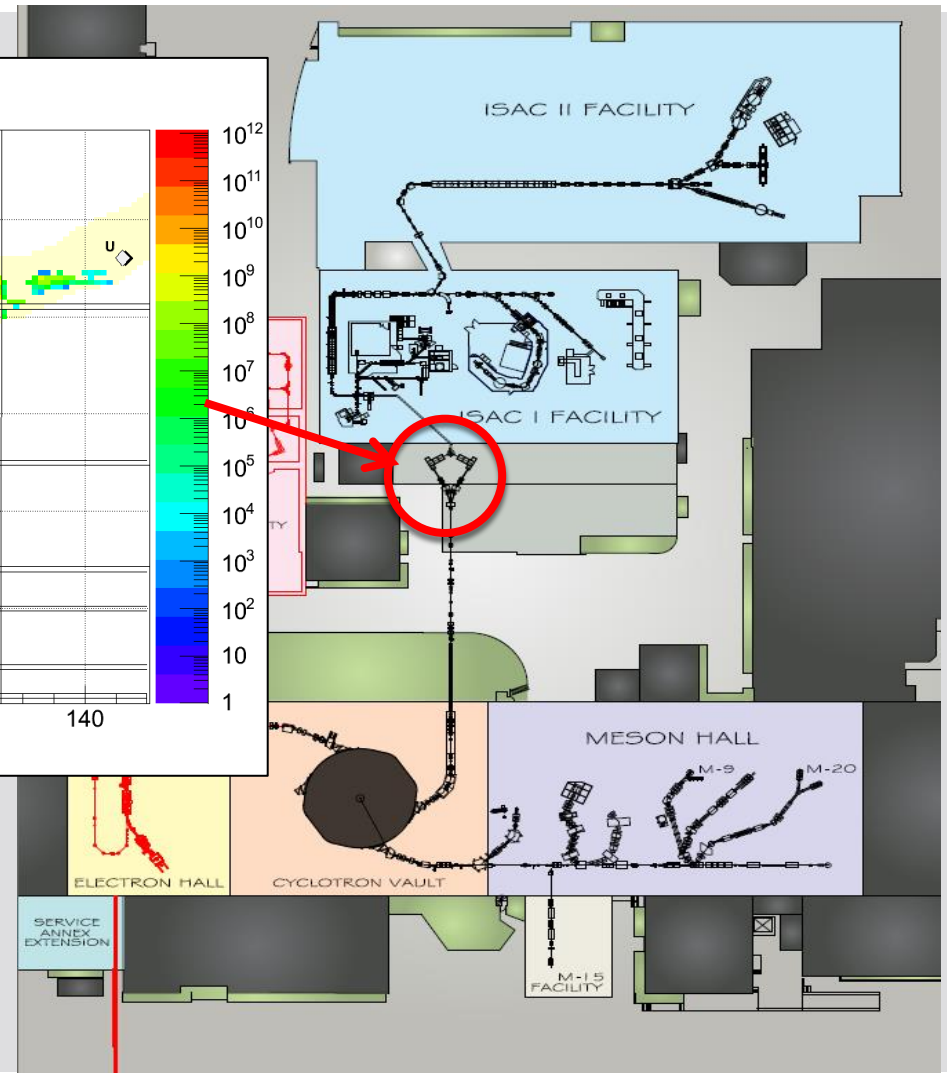 ISAC II FACILITY
10¹²
10¹¹
10¹⁰
10⁹
10⁸
10⁷
10⁶
10⁵
10⁴
10³
10²
10
1
U
140
ISAC I FACILITY
TY
MESON HALL
M-9
M-20
ELECTRON HALL
CYCLOTRON VAULT
SERVICE
ANNEX
EXTENSION
M-15
FACILITY